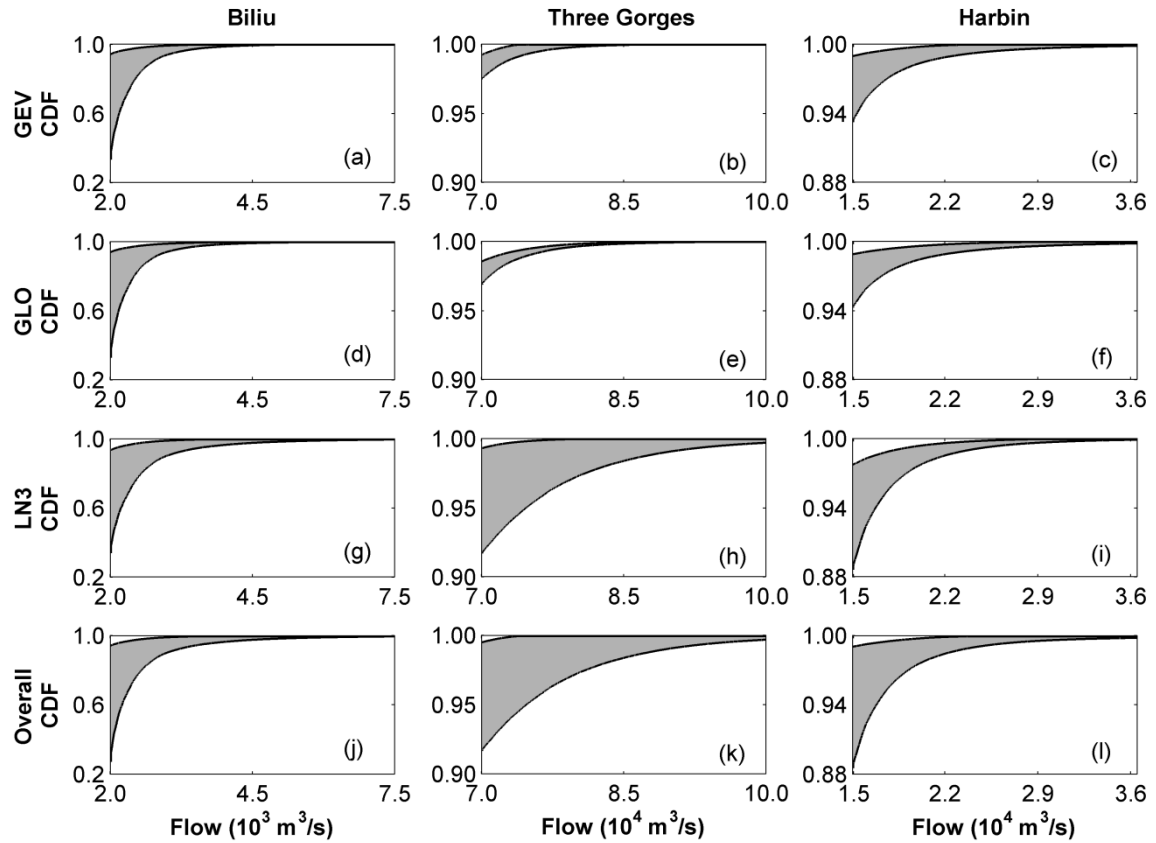 Biliu Three Gorges Harbin
GEV CDF
1.0 0.6 0.2
2.0 4.5 7.5
(a)
1.00 0.95 0.90
7.0 8.5 10.0
(b)
1.00 0.94 0.88
1.5 2.2 2.9 3.6
(c)
GLO CDF
1.0 0.6 0.2
2.0 4.5 7.5
(d)
1.00 0.95 0.90
7.0 8.5 10.0
(e)
1.00 0.94 0.88
1.5 2.2 2.9 3.6
(f)
LN3 CDF
1.0 0.6 0.2
2.0 4.5 7.5
(g)
1.00 0.95 0.90
7.0 8.5 10.0
(h)
1.00 0.94 0.88
1.5 2.2 2.9 3.6
(i)
Overall CDF
1.0 0.6 0.2
2.0 4.5 7.5
(j)
1.00 0.95 0.90
7.0 8.5 10.0
(k)
1.00 0.94 0.88
1.5 2.2 2.9 3.6
(l)
Flow (10³ m³/s) Flow (10⁴ m³/s) Flow (10⁴ m³/s)